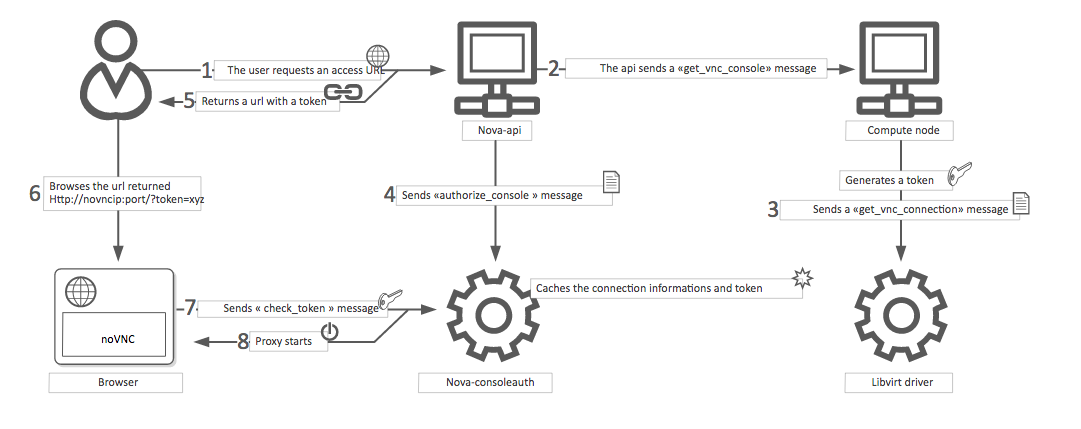 1 The user requests an access URL
2 The api sends a «get_vnc_console» message
5 Returns a url with a token
Nova-api
Compute node
6 Browses the url returned
Http://novncip:port/?token=xyz
4 Sends «authorize_console » message
Generates a token
3 Sends a «get_vnc_connection» message
Caches the connection informations and token
7 Sends « check_token » message
noVNC
8 Proxy starts
Browser
Nova-consoleauth
Libvirt driver